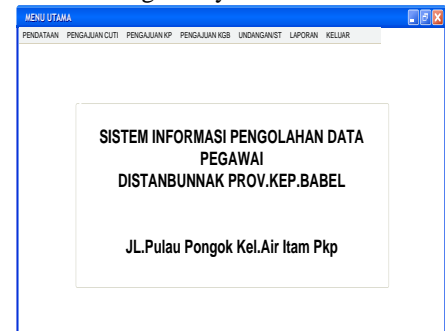 MENU UTAMA
PENDATAAN PENGAJUAN CUTI PENGAJUAN KP PENGAJUAN KGB UNDANGAN/ST LAPORAN KELUAR
SISTEM INFORMASI PENGOLAHAN DATA
PEGAWAI
DISTANBUNNAK PROV.KEP.BABEL
JL.Pulau Pongok Kel.Air Itam Pkp